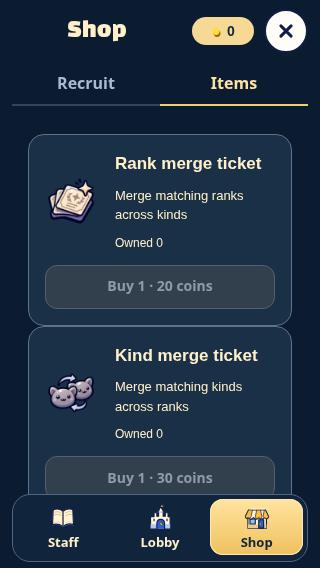 Shop
0
Recruit
Items
Rank merge ticket
Merge matching ranks
across kinds
Owned 0
Buy 1 · 20 coins
Kind merge ticket
Merge matching kinds
across ranks
Owned 0
Buy 1 · 30 coins
Staff
Lobby
Shop